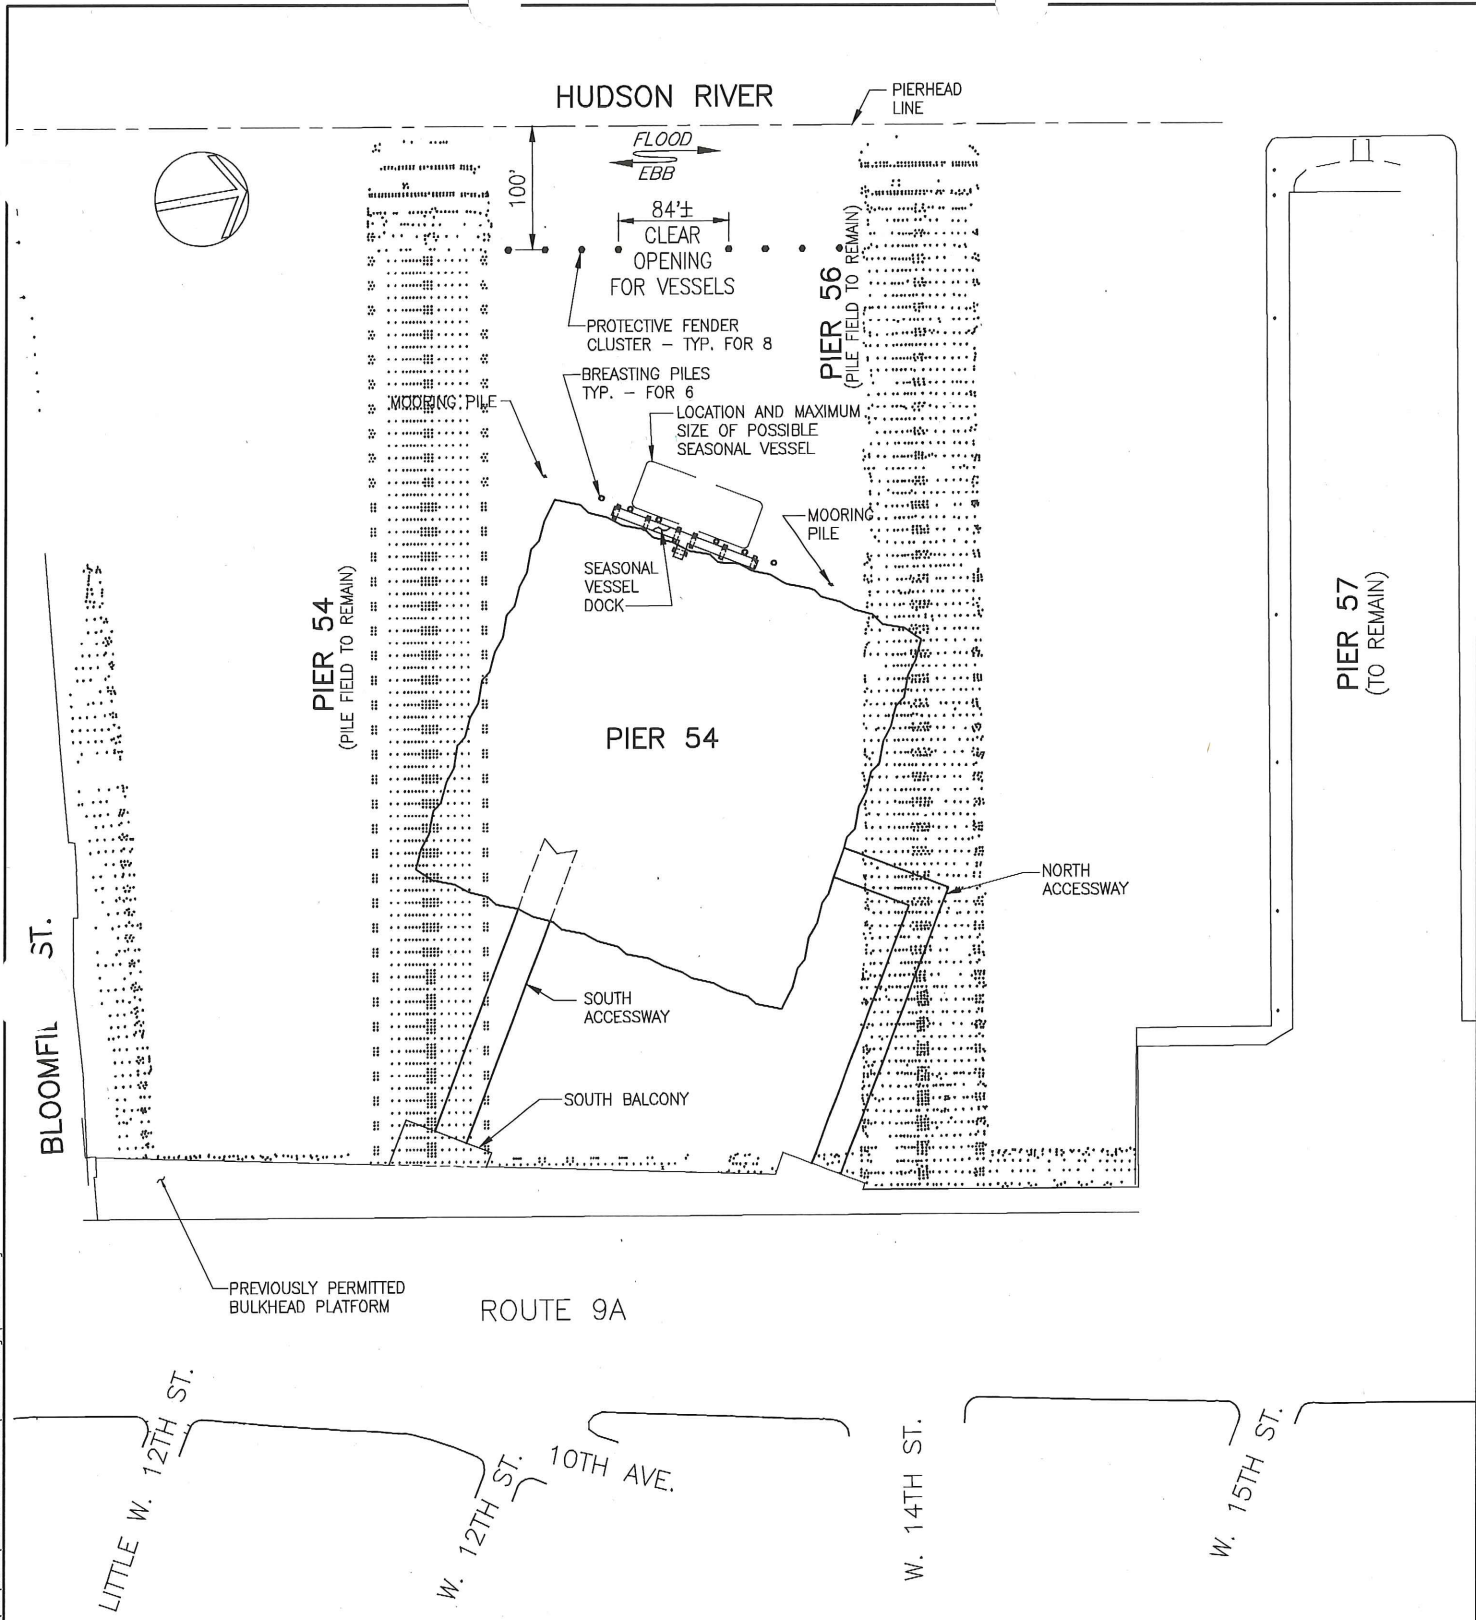 HUDSON RIVER
PIERHEAD
LINE
FLOOD
EBB
100'
84'±
CLEAR
OPENING
FOR VESSELS
PROTECTIVE FENDER
CLUSTER – TYP. FOR 8
PIER 56
(PILE FIELD TO REMAIN)
BREASTING PILES
TYP. – FOR 6
MOORING PILE
LOCATION AND MAXIMUM
SIZE OF POSSIBLE
SEASONAL VESSEL
MOORING
PILE
SEASONAL
VESSEL
DOCK
PIER 54
(PILE FIELD TO REMAIN)
PIER 54
PIER 57
(TO REMAIN)
NORTH
ACCESSWAY
SOUTH
ACCESSWAY
SOUTH BALCONY
ST.
PREVIOUSLY PERMITTED
BULKHEAD PLATFORM
ROUTE 9A
LITTLE W. 12TH ST.
W. 12TH ST.
10TH AVE.
W. 14TH ST.
W. 15TH ST.